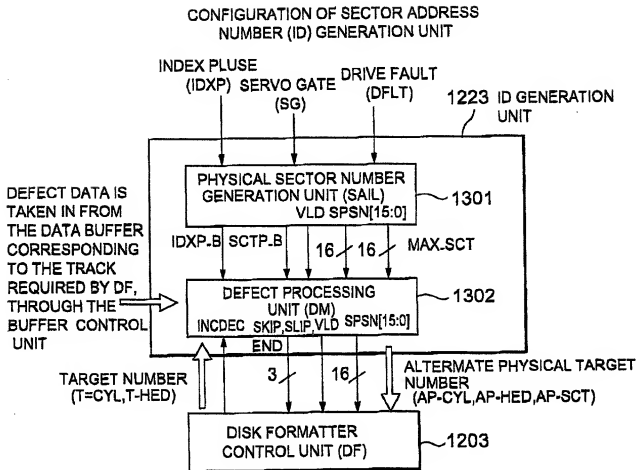 CONFIGURATION OF SECTOR ADDRESS
NUMBER (ID) GENERATION UNIT
INDEX PLUSE
(IDXP)
SERVO GATE
(SG)
DRIVE FAULT
(DFLT)
1223 ID GENERATION
UNIT
PHYSICAL SECTOR NUMBER
GENERATION UNIT (SAIL)
VLD SPSN[15:0]
1301
DEFECT DATA IS
TAKEN IN FROM
THE DATA BUFFER
CORRESPONDING
TO THE TRACK
REQUIRED BY DF,
THROUGH THE
BUFFER CONTROL
UNIT
IDXP-B SCTP-B
16 16 MAX-SCT
DEFECT PROCESSING
UNIT (DM)
INCDEC SKIP,SLIP,VLD SPSN[15:0]
END
1302
TARGET NUMBER
(T=CYL,T-HED)
3 16
ALTERMATE PHYSICAL TARGET
NUMBER
(AP-CYL,AP-HED,AP-SCT)
DISK FORMATTER
CONTROL UNIT (DF)
1203